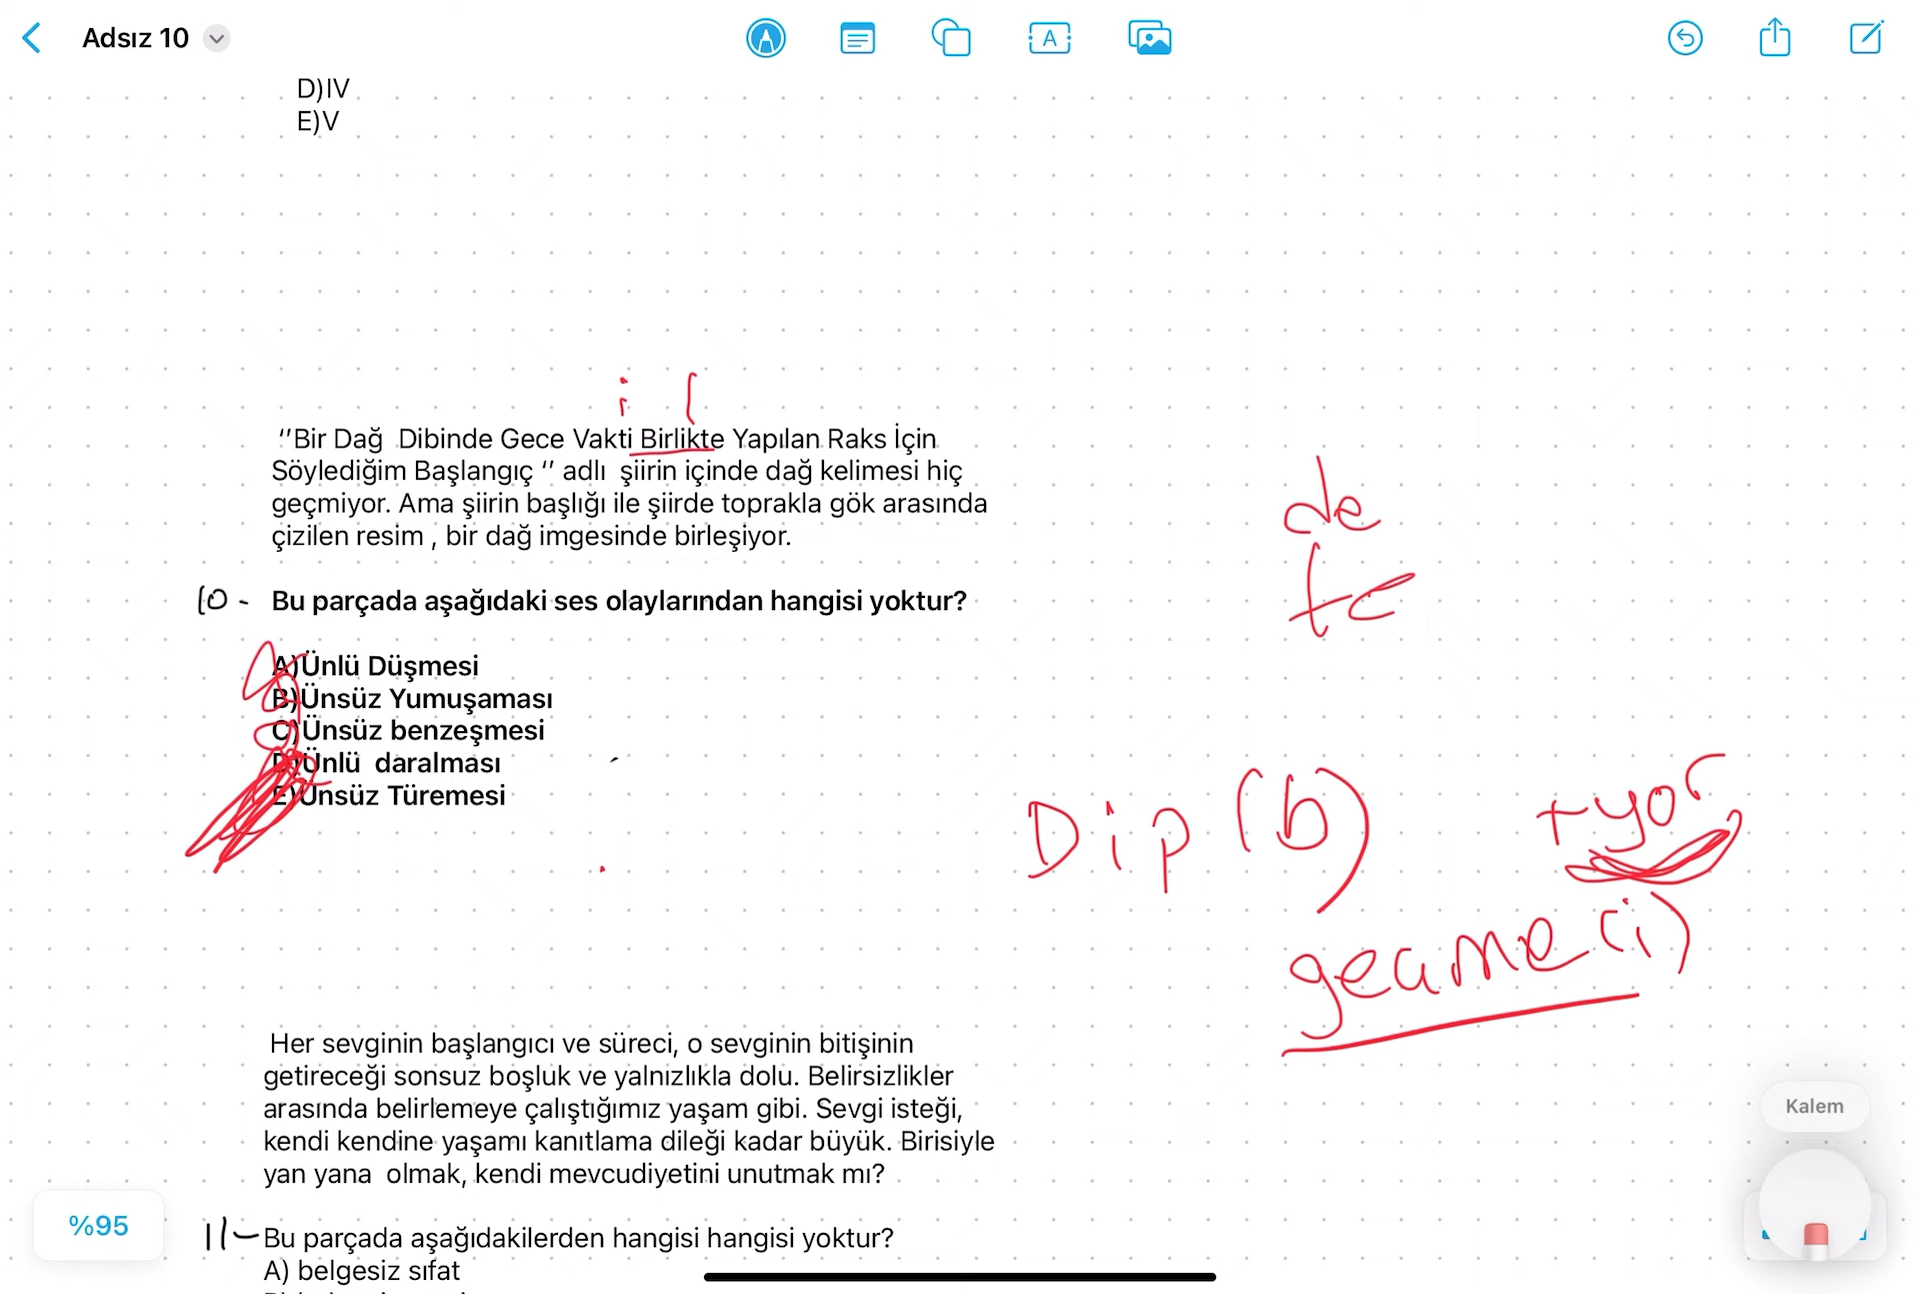 Adsız 10
D)IV
E)V
i l
‘’Bir Dağ Dibinde Gece Vakti Birlikte Yapılan Raks İçin
Söylediğim Başlangıç ‘’ adlı şiirin içinde dağ kelimesi hiç
geçmiyor. Ama şiirin başlığı ile şiirde toprakla gök arasında
çizilen resim , bir dağ imgesinde birleşiyor.
de
te
10- Bu parçada aşağıdaki ses olaylarından hangisi yoktur?
A)Ünlü Düşmesi
B)Ünsüz Yumuşaması
C)Ünsüz benzeşmesi
D)Ünlü daralması
E)Ünsüz Türemesi
Dip (b)
+yor
geçme (i)
Her sevginin başlangıcı ve süreci, o sevginin bitişinin
getireceği sonsuz boşluk ve yalnızlıkla dolu. Belirsizlikler
arasında belirlemeye çalıştığımız yaşam gibi. Sevgi isteği,
kendi kendine yaşamı kanıtlama dileği kadar büyük. Birisiyle
yan yana olmak, kendi mevcudiyetini unutmak mı?
Kalem
%95
11- Bu parçada aşağıdakilerden hangisi hangisi yoktur?
A) belgesiz sıfat